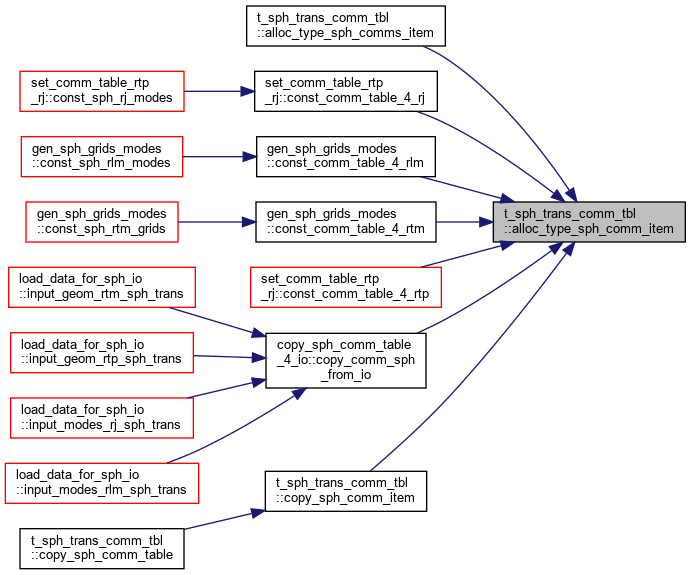 t_sph_trans_comm_tbl
::alloc_type_sph_comms_item
set_comm_table_rtp
_rj::const_sph_rj_modes
set_comm_table_rtp
_rj::const_comm_table_4_rj
gen_sph_grids_modes
::const_sph_rlm_modes
gen_sph_grids_modes
::const_comm_table_4_rlm
gen_sph_grids_modes
::const_sph_rtm_grids
gen_sph_grids_modes
::const_comm_table_4_rtm
t_sph_trans_comm_tbl
::alloc_type_sph_comm_item
set_comm_table_rtp
_rj::const_comm_table_4_rtp
load_data_for_sph_io
::input_geom_rtm_sph_trans
load_data_for_sph_io
::input_geom_rtp_sph_trans
copy_sph_comm_table
_4_io::copy_comm_sph
_from_io
load_data_for_sph_io
::input_modes_rj_sph_trans
load_data_for_sph_io
::input_modes_rlm_sph_trans
t_sph_trans_comm_tbl
::copy_sph_comm_item
t_sph_trans_comm_tbl
::copy_sph_comm_table